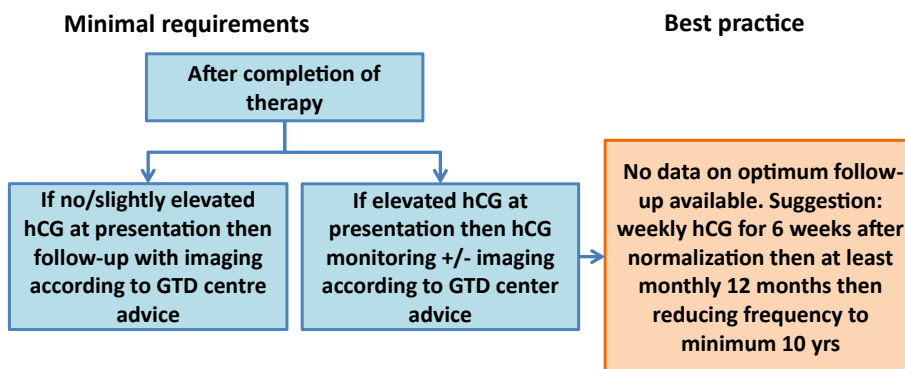 Minimal requirements
Best practice
After completion of
therapy
If no/slightly elevated
hCG at presentation then
follow-up with imaging
according to GTD centre
advice
If elevated hCG at
presentation then hCG
monitoring +/- imaging
according to GTD center
advice
No data on optimum follow-
up available. Suggestion:
weekly hCG for 6 weeks after
normalization then at least
monthly 12 months then
reducing frequency to
minimum 10 yrs